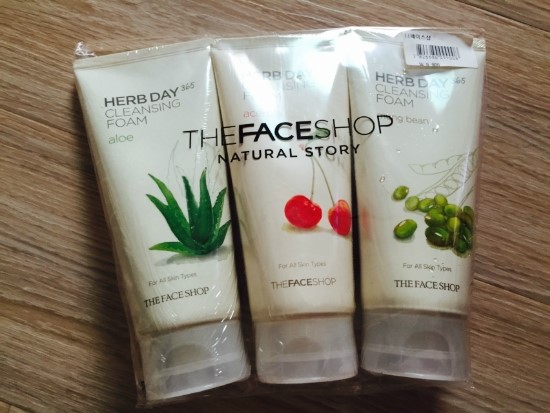 HERB DAY 365
CLEANSING
FOAM
aloe
For All Skin Types
THE FACE SHOP
HERB DAY
For All Skin Types
THEFACESHOP
HERB DAY 365
CLEANSING
FOAM
bean
For All Skin Types
THE FACE SHOP
THEFACESHOP
NATURAL STORY